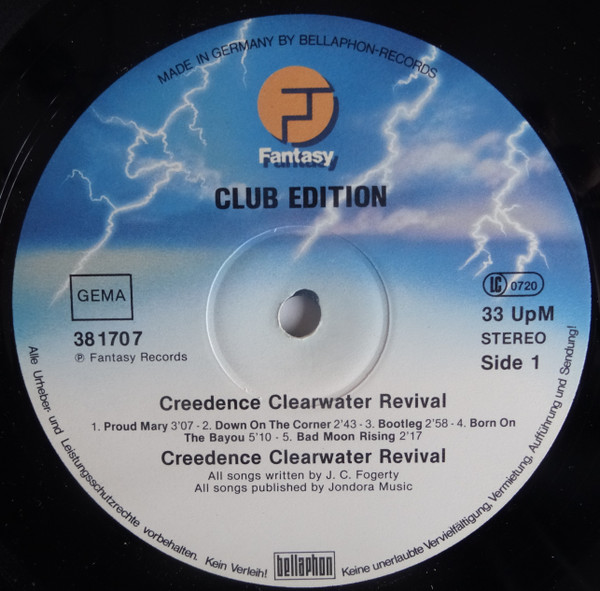 MADE IN GERMANY BY BELLAPHON-RECORDS
Fantasy
CLUB EDITION
GEMA
38 170 7
℗ Fantasy Records
LC 0720
33 UpM
STEREO
Side 1
Creedence Clearwater Revival
1. Proud Mary 3'07 - 2. Down On The Corner 2'43 - 3. Bootleg 2'58 - 4. Born On
The Bayou 5'10 - 5. Bad Moon Rising 2'17
Creedence Clearwater Revival
All songs written by J. C. Fogerty
All songs published by Jondora Music
Alle Urheber- und Leistungsschutzrechte vorbehalten. Kein Verleih!
bellaphon
Keine unerlaubte Vervielfältigung, Vermietung, Aufführung und Sendung!